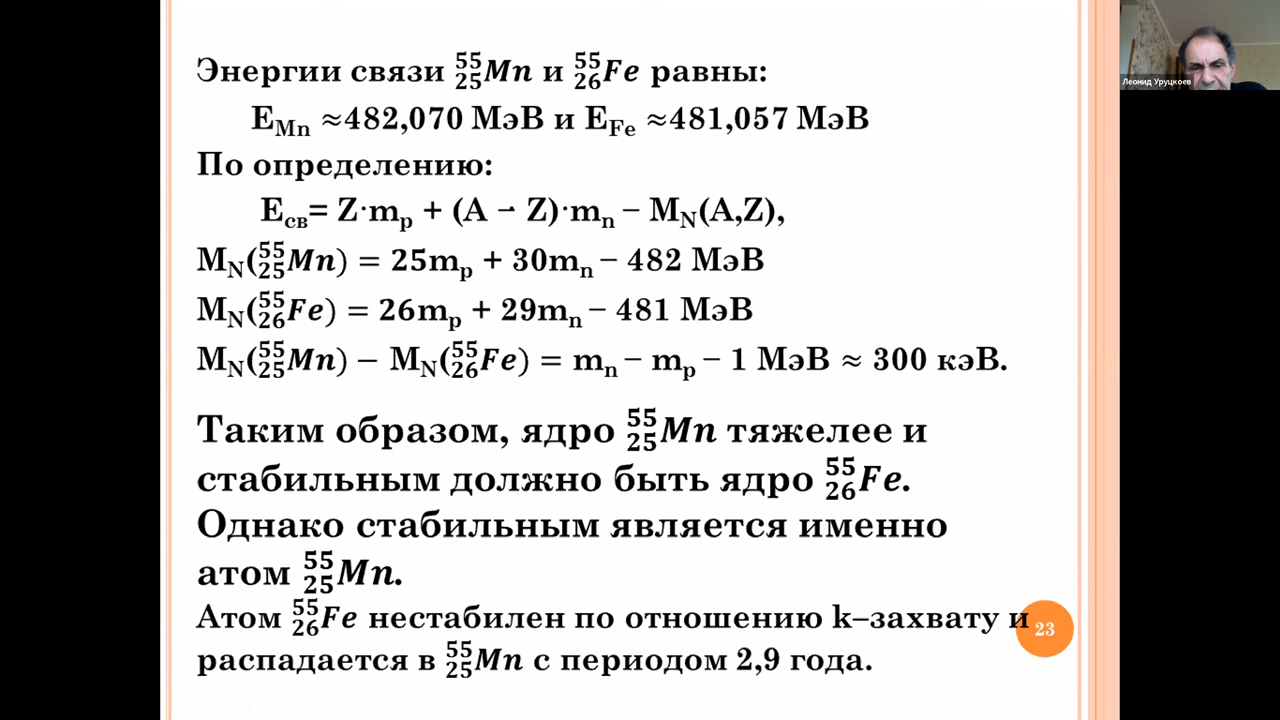 Энергии связи ⁵⁵₂₅Mn и ⁵⁵₂₆Fe равны:
E_Mn ≈482,070 МэВ и E_Fe ≈481,057 МэВ
По определению:
E_св= Z·m_p + (A − Z)·m_n − M_N(A,Z),
M_N(⁵⁵₂₅Mn) = 25m_p + 30m_n − 482 МэВ
M_N(⁵⁵₂₆Fe) = 26m_p + 29m_n − 481 МэВ
M_N(⁵⁵₂₅Mn) − M_N(⁵⁵₂₆Fe) = m_n − m_p − 1 МэВ ≈ 300 кэВ.
Таким образом, ядро ⁵⁵₂₅Mn тяжелее и
стабильным должно быть ядро ⁵⁵₂₆Fe.
Однако стабильным является именно
атом ⁵⁵₂₅Mn.
Атом ⁵⁵₂₆Fe нестабилен по отношению k–захвату и
распадается в ⁵⁵₂₅Mn с периодом 2,9 года.
23
Леонид Уруцкоев